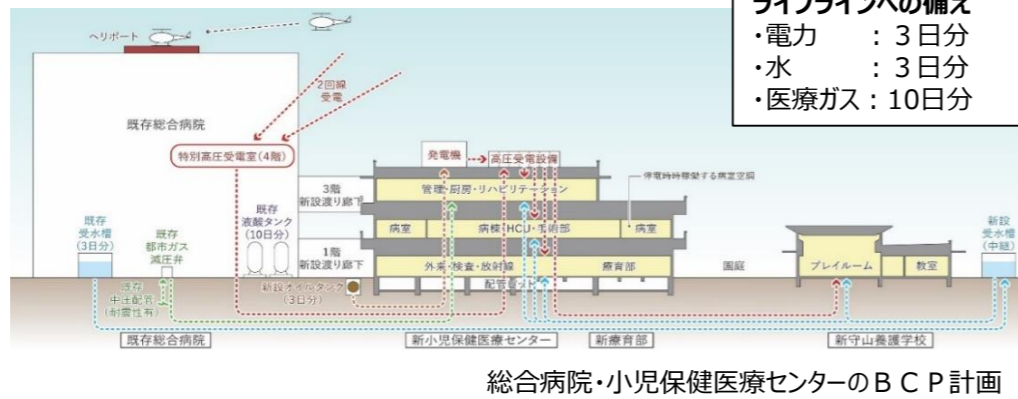 ライフラインへの備え
・電力　　：３日分
・水　　　：３日分
・医療ガス：10日分
ヘリポート
2回線
受電
既存総合病院
特別高圧受電室(4階)
発電機
高圧受電設備
停電時稼働する病室空調
3階
新設渡り廊下
管理・厨房・リハビリテーション
既存
受水槽
(3日分)
既存
都市ガス
減圧弁
既存
液酸タンク
(10日分)
病室
病棟・HCU・手術部
病室
新設
受水槽
(中継)
1階
新設渡り廊下
外来・検査・放射線
療育部
園庭
プレイルーム
教室
配管ピット
新設オイルタンク
(3日分)
既存
中圧配管
(耐震性有)
既存総合病院
新小児保健医療センター
新療育部
新守山養護学校
総合病院・小児保健医療センターのＢＣＰ計画